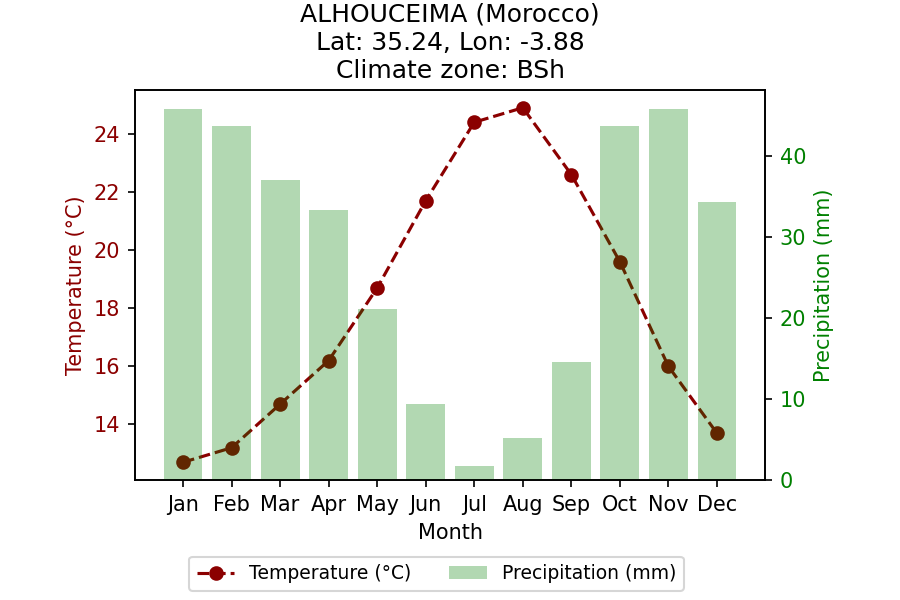 ALHOUCEIMA (Morocco)
Lat: 35.24, Lon: -3.88
Climate zone: BSh
Temperature (°C)
24
22
20
18
16
14
40
30
20
10
0
Precipitation (mm)
Jan Feb Mar Apr May Jun Jul Aug Sep Oct Nov Dec
Month
Temperature (°C) Precipitation (mm)